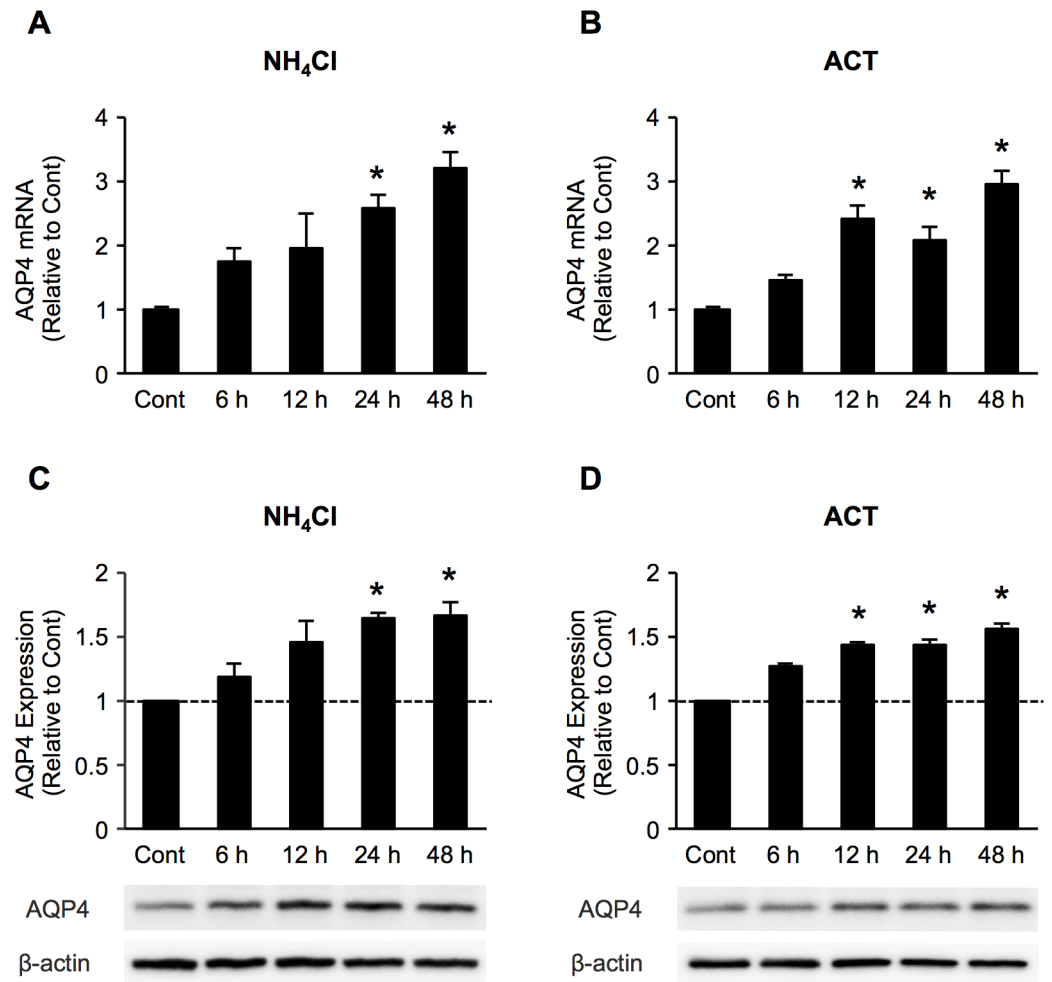 A
NH₄Cl
AQP4 mRNA
(Relative to Cont)
4
3
2
1
0
*
*
Cont 6 h 12 h 24 h 48 h
B
ACT
AQP4 mRNA
(Relative to Cont)
4
3
2
1
0
*
*
*
Cont 6 h 12 h 24 h 48 h
C
NH₄Cl
AQP4 Expression
(Relative to Cont)
2
1.5
1
0.5
0
*
*
Cont 6 h 12 h 24 h 48 h
AQP4
β-actin
D
ACT
AQP4 Expression
(Relative to Cont)
2
1.5
1
0.5
0
*
*
*
Cont 6 h 12 h 24 h 48 h
AQP4
β-actin